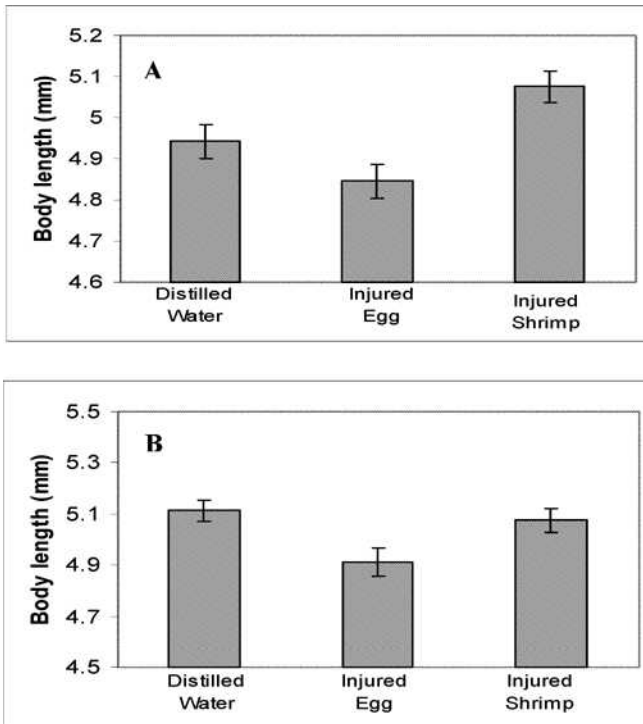 A
Body length (mm)
5.2
5.1
5
4.9
4.8
4.7
4.6
Distilled Water
Injured Egg
Injured Shrimp
B
Body length (mm)
5.5
5.3
5.1
4.9
4.7
4.5
Distilled Water
Injured Egg
Injured Shrimp